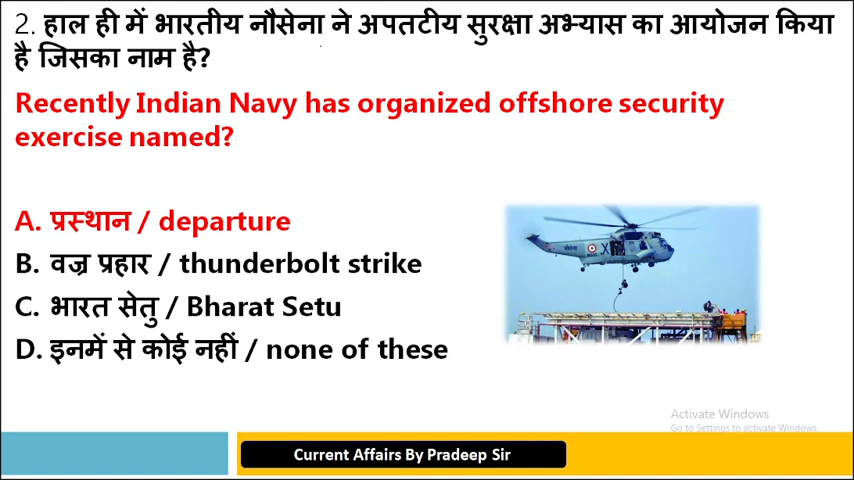 2. हाल ही में भारतीय नौसेना ने अपतटीय सुरक्षा अभ्यास का आयोजन किया
है जिसका नाम है?
Recently Indian Navy has organized offshore security
exercise named?
A. प्रस्थान / departure
B. वज्र प्रहार / thunderbolt strike
C. भारत सेतु / Bharat Setu
D. इनमें से कोई नहीं / none of these
Activate Windows
Go to Settings to activate Windows.
Current Affairs By Pradeep Sir